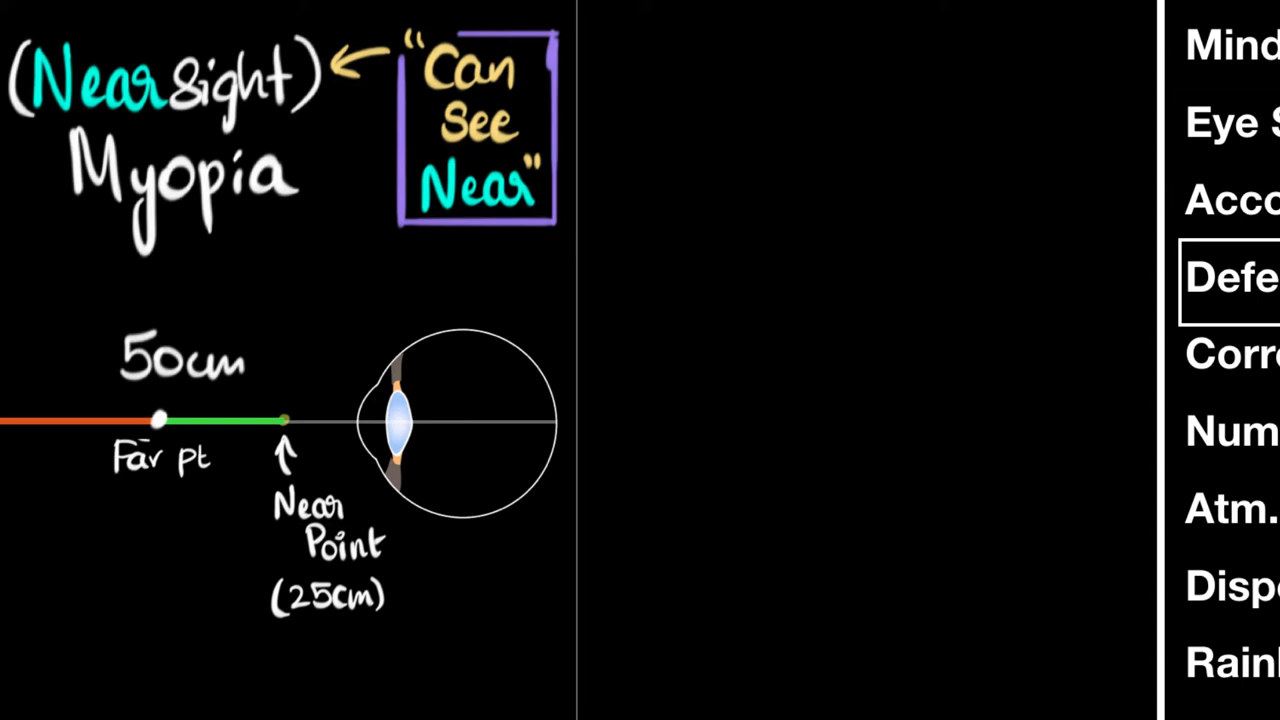 (Nearsight)
Myopia
"Can
See
Near"
50cm
Far pt
Near
Point
(25cm)
Mind
Eye S
Acco
Defe
Corre
Num
Atm.
Dispe
Rain